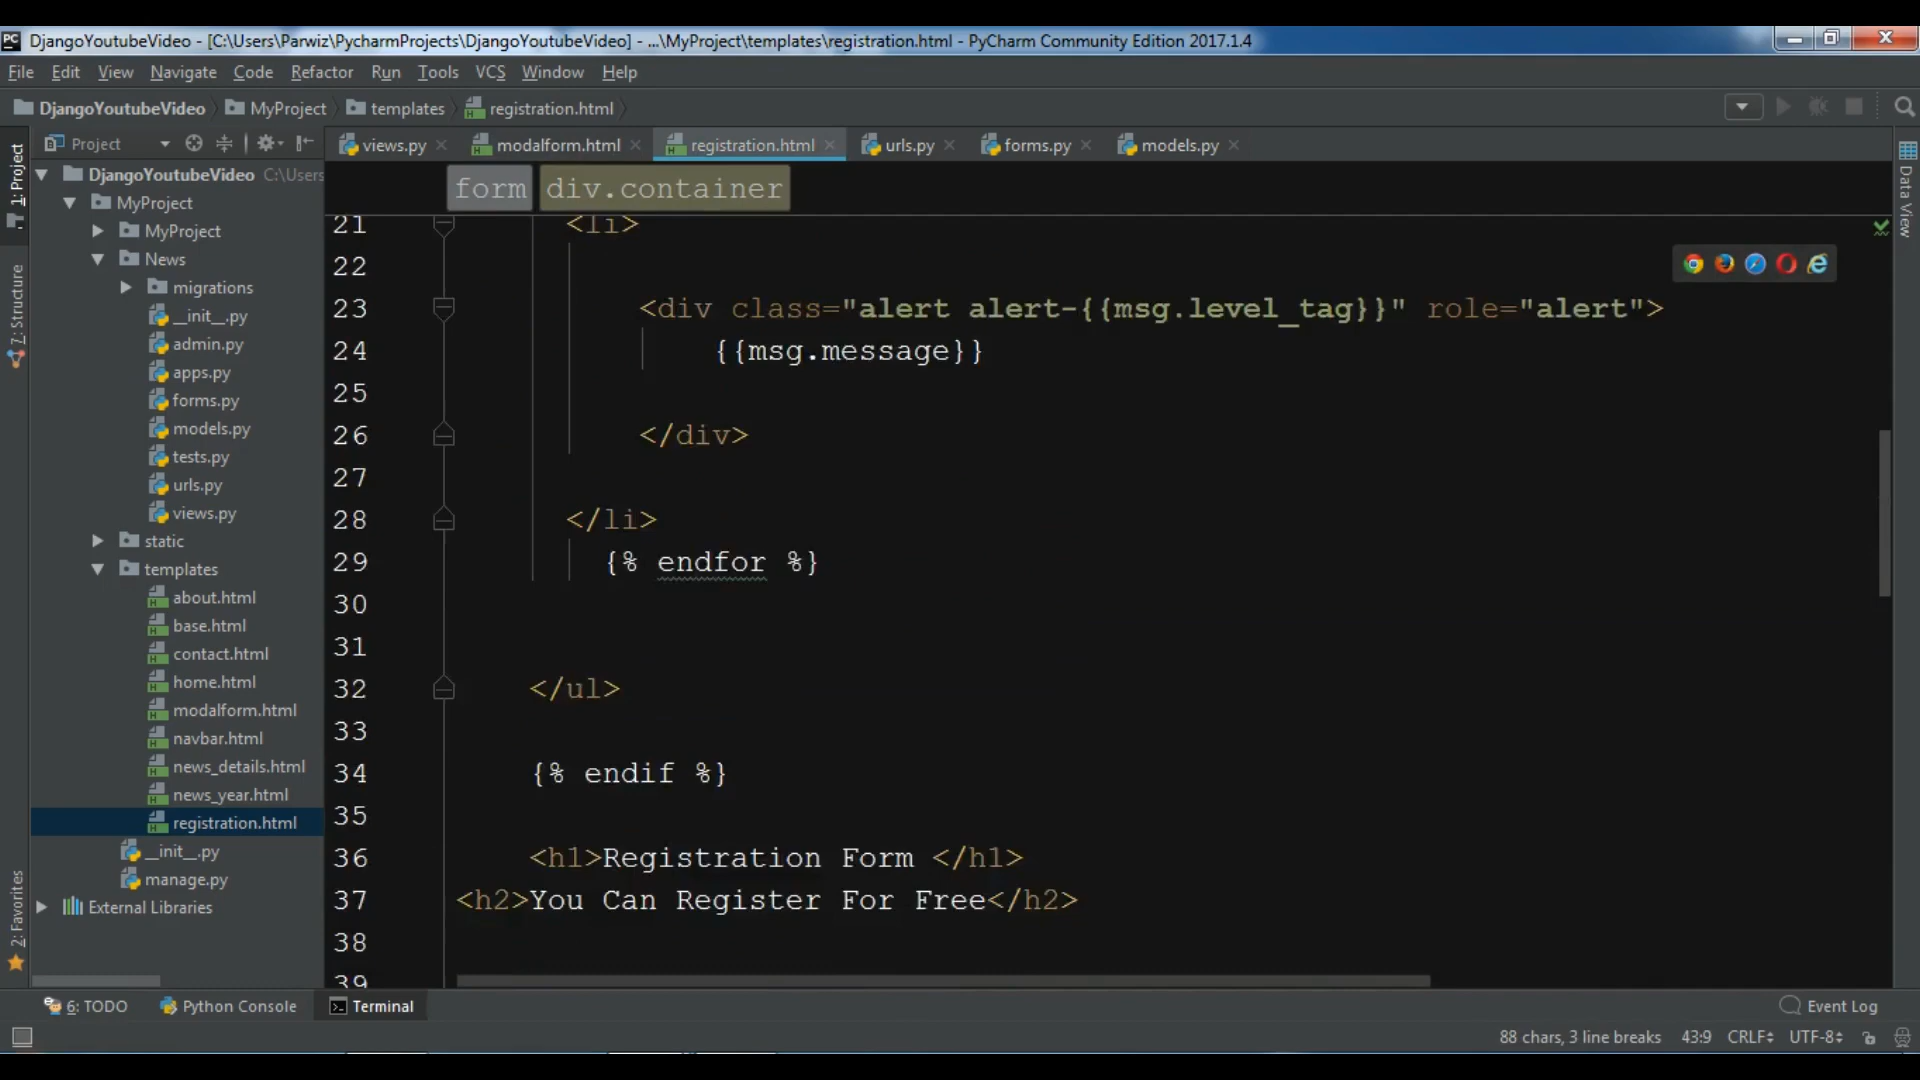 DjangoYoutubeVideo - [C:\Users\Parwiz\PycharmProjects\DjangoYoutubeVideo] - ...\MyProject\templates\registration.html - PyCharm Community Edition 2017.1.4
File Edit View Navigate Code Refactor Run Tools VCS Window Help
DjangoYoutubeVideo MyProject templates registration.html
Project views.py modalform.html registration.html urls.py forms.py models.py
1: Project
7: Structure
2: Favorites
DjangoYoutubeVideo C:\Users
MyProject
MyProject
News
migrations
__init__.py
admin.py
apps.py
forms.py
models.py
tests.py
urls.py
views.py
static
templates
about.html
base.html
contact.html
home.html
modalform.html
navbar.html
news_details.html
news_year.html
registration.html
__init__.py
manage.py
External Libraries
form div.container
21 <li>
22
23 <div class="alert alert-{{msg.level_tag}}" role="alert">
24 {{msg.message}}
25
26 </div>
27
28 </li>
29 {% endfor %}
30
31
32 </ul>
33
34 {% endif %}
35
36 <h1>Registration Form </h1>
37 <h2>You Can Register For Free</h2>
38
39
Data View
6: TODO Python Console Terminal Event Log
88 chars, 3 line breaks 43:9 CRLF UTF-8